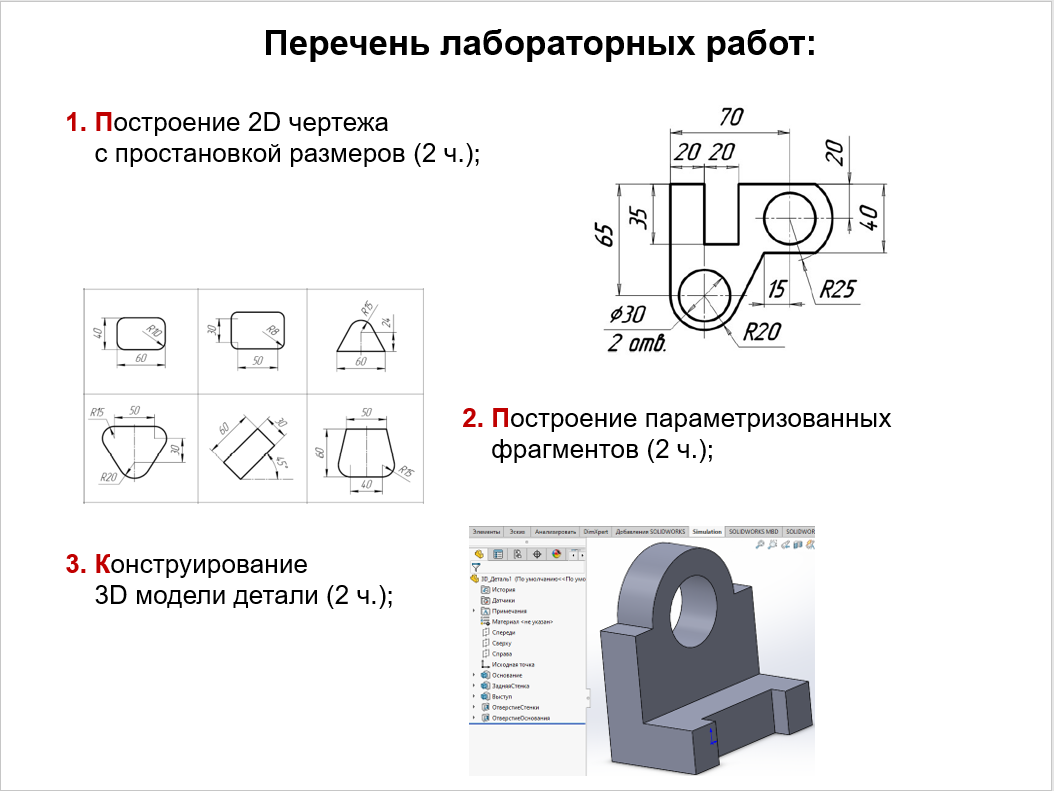 Перечень лабораторных работ:
1. Построение 2D чертежа
с простановкой размеров (2 ч.);
70
20 20
20
35
65
40
15
R25
⌀30
2 отв.
R20
40
R10
60
30
R8
50
R15
24
60
R15
50
30
R20
60
30
45°
50
60
R15
40
2. Построение параметризованных
фрагментов (2 ч.);
3. Конструирование
3D модели детали (2 ч.);
Элементы Эскиз Анализировать DimXpert Добавления SOLIDWORKS Simulation SOLIDWORKS MBD SOLIDWOR
3D_Деталь1 (По умолчанию<<По умо
История
Датчики
Примечания
Материал <не указан>
Спереди
Сверху
Справа
Исходная точка
Основание
ЗадняяСтенка
Выступ
ОтверстиеСтенки
ОтверстиеОснования